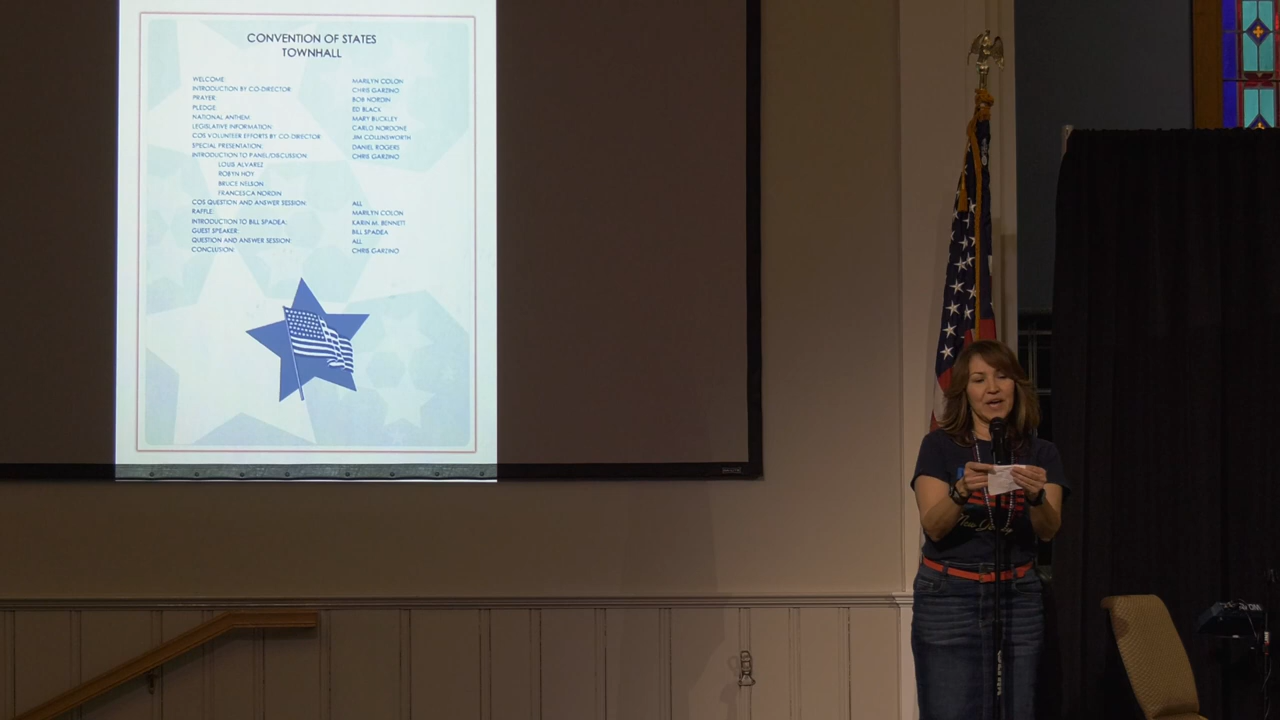 CONVENTION OF STATES
TOWNHALL
WELCOME: MARILYN COLON
INTRODUCTION BY CO-DIRECTOR CHRIS GARZINO
PRAYER: BOB NORDIN
PLEDGE: ED BLACK
NATIONAL ANTHEM: MARY BUCKLEY
LEGISLATIVE INFORMATION: CARLO NORDONE
COS VOLUNTEER EFFORTS BY CO-DIRECTOR JIM COLLINSWORTH
SPECIAL PRESENTATION: DANIEL ROGERS
INTRODUCTION TO PANEL/DISCUSSION: CHRIS GARZINO
LOUIS ALVAREZ
ROBYN HOY
BRUCE NELSON
FRANCESCA NORDIN
COS QUESTION AND ANSWER SESSION: ALL
RAFFLE: MARILYN COLON
INTRODUCTION TO BILL SPADEA: KARIN M. BENNETT
GUEST SPEAKER: BILL SPADEA
QUESTION AND ANSWER SESSION: ALL
CONCLUSION: CHRIS GARZINO
New